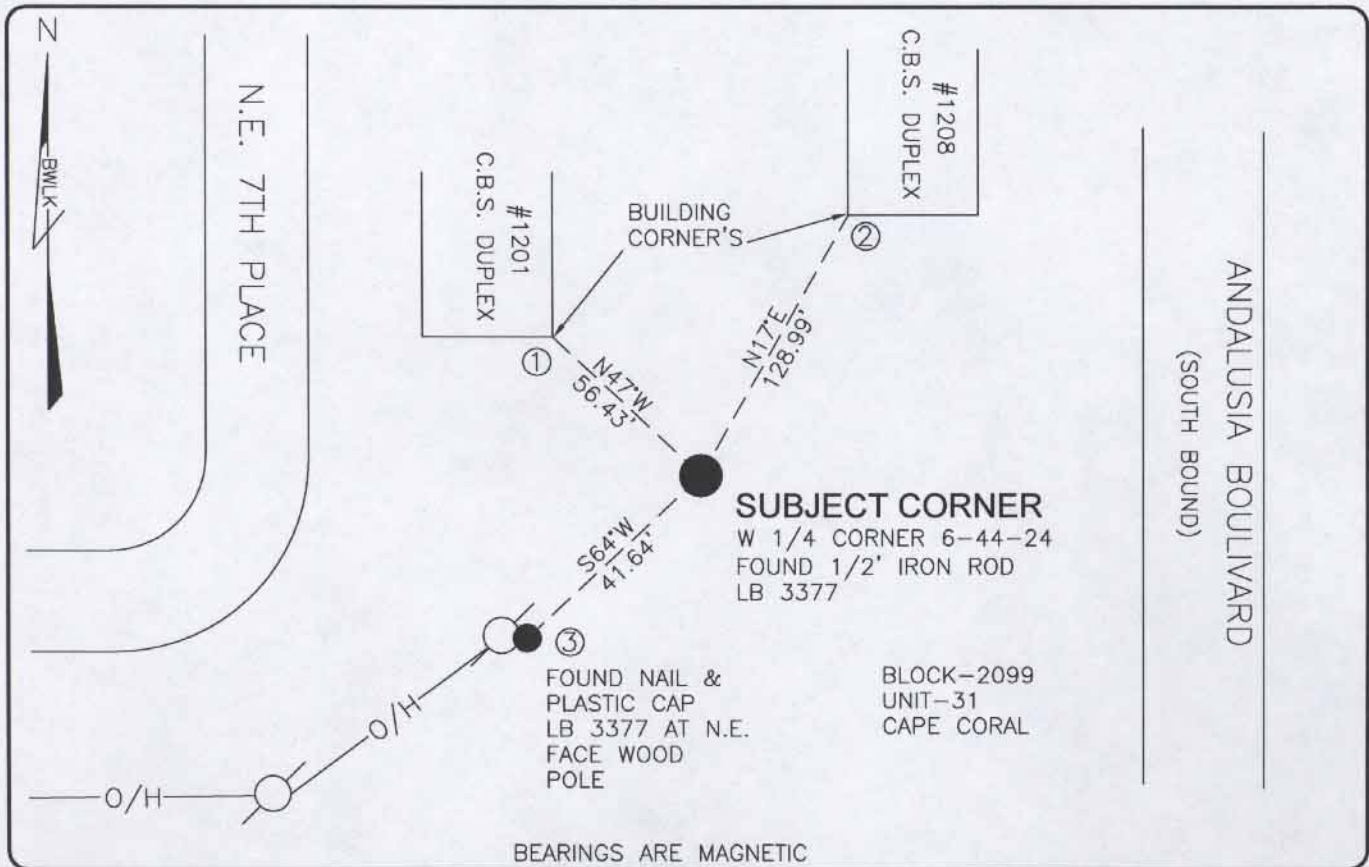 N
BWLK
N.E. 7TH PLACE
#1201
C.B.S. DUPLEX
#1208
C.B.S. DUPLEX
BUILDING
CORNER'S
①
②
N47°W
56.43'
N17°E
128.99'
ANDALUSIA BOULIVARD
(SOUTH BOUND)
SUBJECT CORNER
W 1/4 CORNER 6-44-24
FOUND 1/2' IRON ROD
LB 3377
S64°W
41.64'
③
FOUND NAIL &
PLASTIC CAP
LB 3377 AT N.E.
FACE WOOD
POLE
BLOCK-2099
UNIT-31
CAPE CORAL
O/H
O/H
BEARINGS ARE MAGNETIC